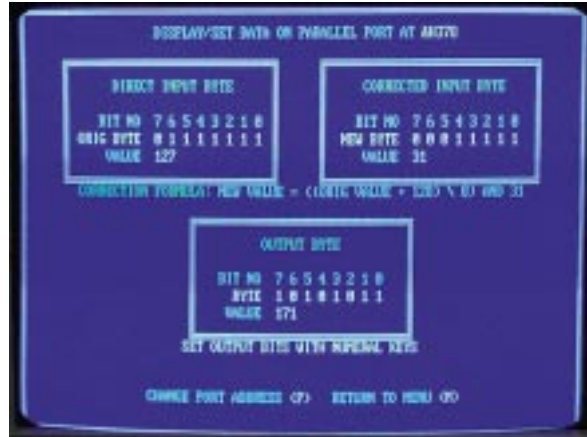 DISPLAY/SET DATA ON PARALLEL PORT AT &H378
DIRECT INPUT BYTE
BIT NO 7 6 5 4 3 2 1 0
ORIG BYTE 0 1 1 1 1 1 1 1
VALUE 127
CORRECTED INPUT BYTE
BIT NO 7 6 5 4 3 2 1 0
NEW BYTE 0 0 0 1 1 1 1 1
VALUE 31
CORRECTION FORMULA: NEW VALUE = ((ORIG VALUE + 128) \ 8) AND 31
OUTPUT BYTE
BIT NO 7 6 5 4 3 2 1 0
BYTE 1 0 1 0 1 0 1 1
VALUE 171
SET OUTPUT BITS WITH NUMERAL KEYS
CHANGE PORT ADDRESS (P) RETURN TO MENU (M)